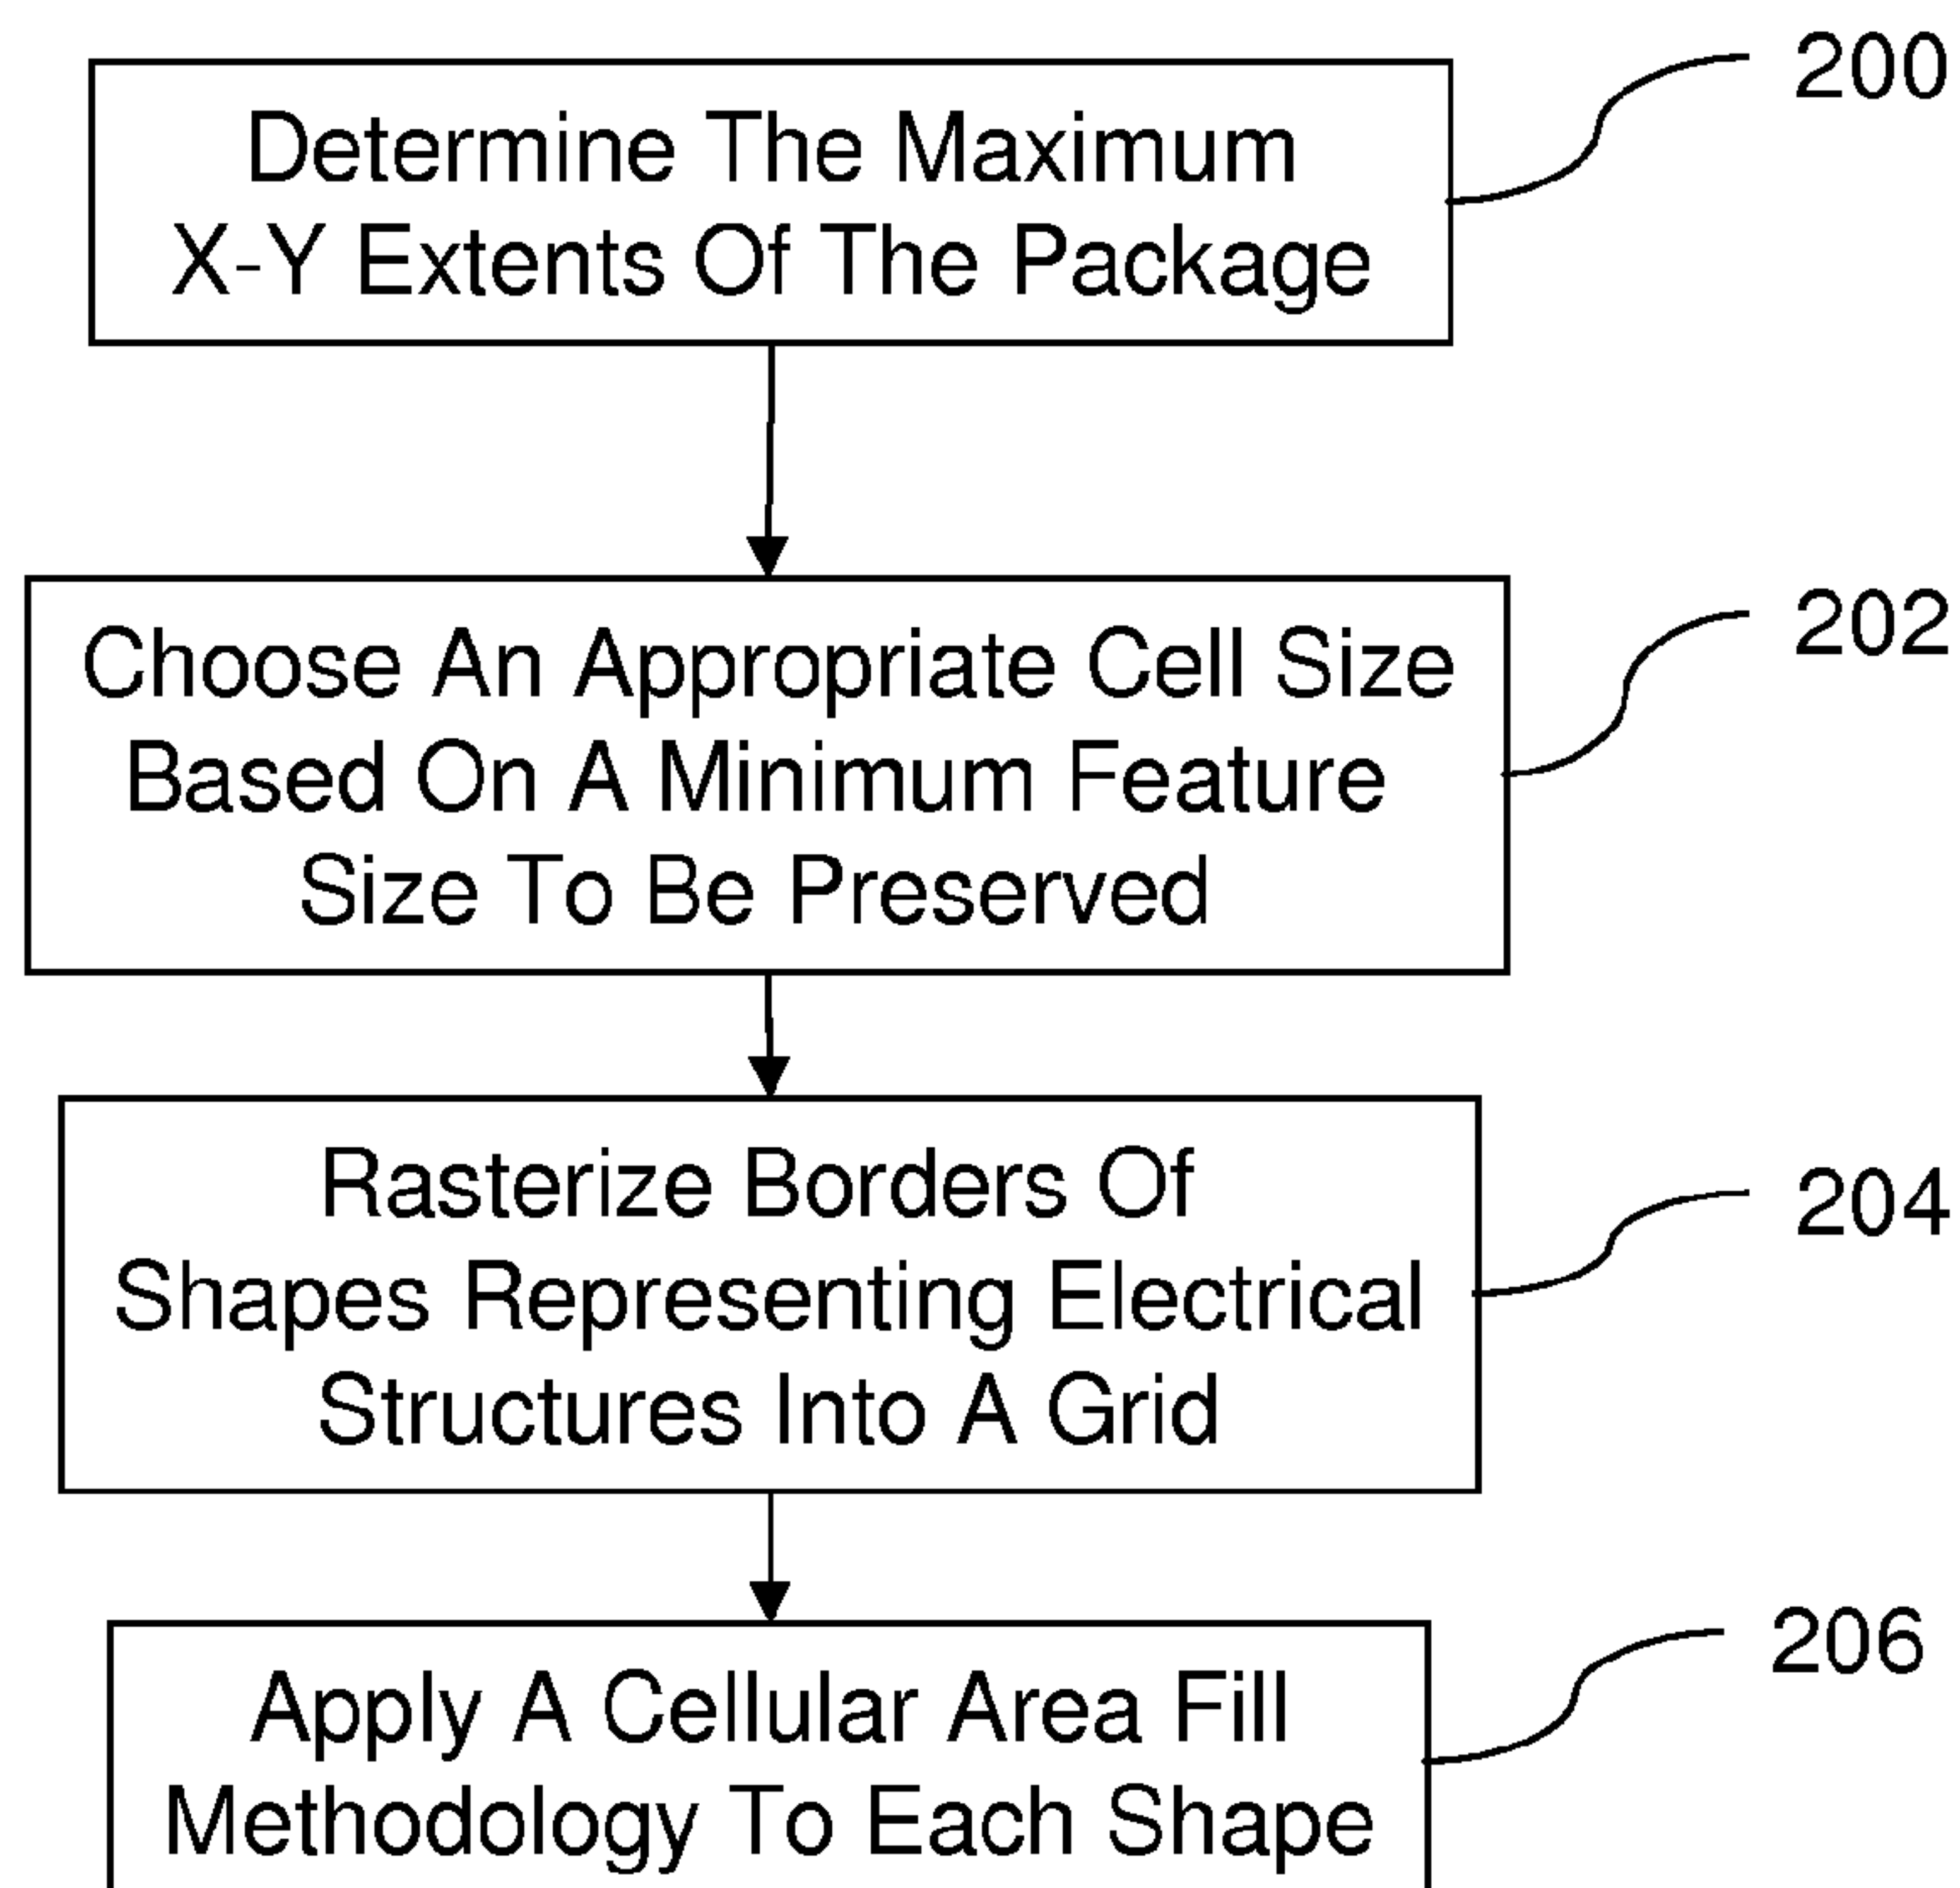 200
Determine The Maximum
X-Y Extents Of The Package
202
Choose An Appropriate Cell Size
Based On A Minimum Feature
Size To Be Preserved
204
Rasterize Borders Of
Shapes Representing Electrical
Structures Into A Grid
206
Apply A Cellular Area Fill
Methodology To Each Shape